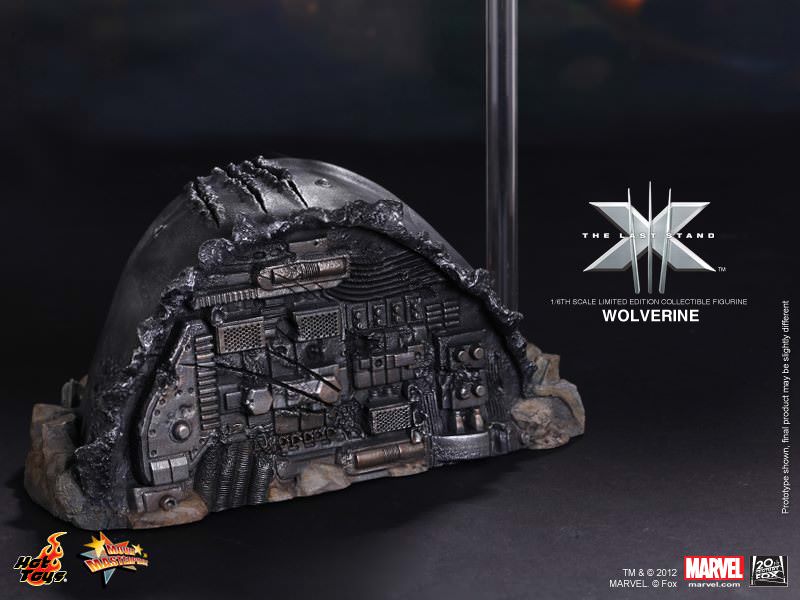 THE LAST STAND
TM
1/6TH SCALE LIMITED EDITION COLLECTIBLE FIGURINE
WOLVERINE
Prototype shown, final product may be slightly different
HOT TOYS
MOVIE MASTERPIECE
TM & © 2012
MARVEL. © Fox
MARVEL
marvel.com
20TH CENTURY FOX